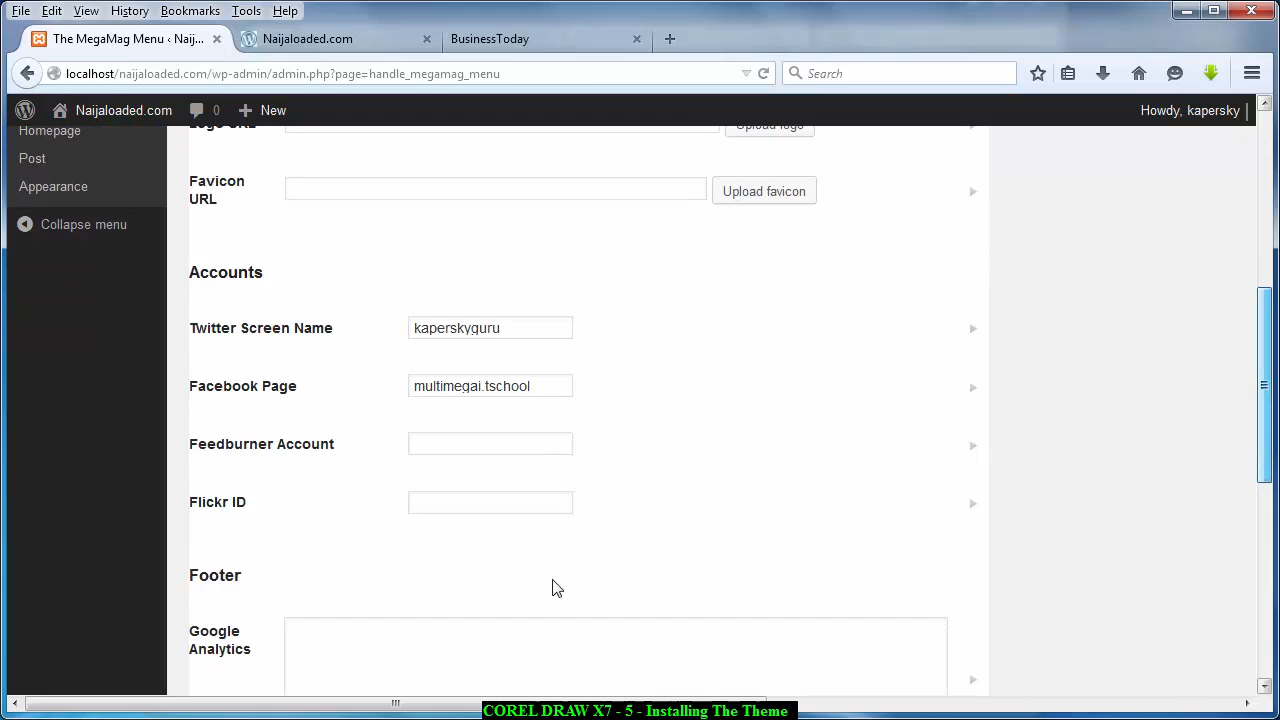 File Edit View History Bookmarks Tools Help
The MegaMag Menu ‹ Naij... Naijaloaded.com BusinessToday
localhost/naijaloaded.com/wp-admin/admin.php?page=handle_megamag_menu Search
Naijaloaded.com 0 New Howdy, kapersky
Homepage
Logo URL Upload logo
Post
Appearance
Collapse menu
Favicon URL Upload favicon
Accounts
Twitter Screen Name kaperskyguru
Facebook Page multimegai.tschool
Feedburner Account
Flickr ID
Footer
Google
Analytics
COREL DRAW X7 - 5 - Installing The Theme